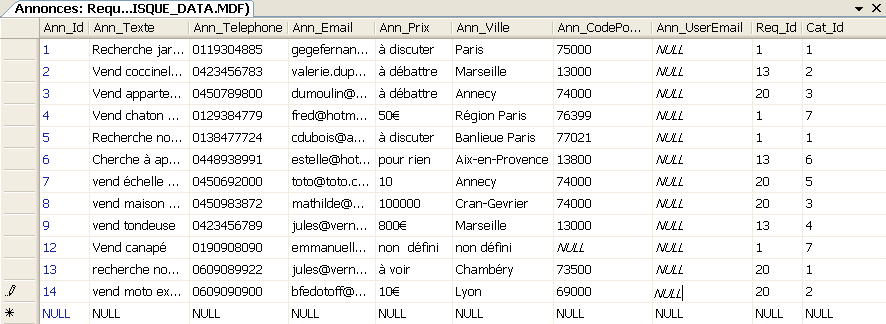 Annonces: Requ...ISQUE_DATA.MDF)
Ann_Id Ann_Texte Ann_Telephone Ann_Email Ann_Prix Ann_Ville Ann_CodePo... Ann_UserEmail Req_Id Cat_Id
1 Recherche jar... 0119304885 gegefernan... à discuter Paris 75000 NULL 1 1
2 Vend coccinel... 0423456783 valerie.dup... à débattre Marseille 13000 NULL 13 2
3 Vend apparte... 0450789800 dumoulin@... à débattre Annecy 74000 NULL 20 3
4 Vend chaton ... 0129384779 fred@hotm... 50€ Région Paris 76399 NULL 1 7
5 Recherche no... 0138477724 cdubois@a... à discuter Banlieue Paris 77021 NULL 1 1
6 Cherche à ap... 0448938991 estelle@hot... pour rien Aix-en-Provence 13800 NULL 13 6
7 vend échelle ... 0450692000 toto@toto.c... 10 Annecy 74000 NULL 20 5
8 vend maison ... 0450983872 mathilde@... 100000 Cran-Gevrier 74000 NULL 20 3
9 vend tondeuse 0423456789 jules@vern... 800€ Marseille 13000 NULL 13 4
12 Vend canapé 0190908090 emmanuell... non défini non défini NULL NULL 1 7
13 recherche no... 0609089922 jules@vern... à voir Chambéry 73500 NULL 20 1
14 vend moto ex... 0609090900 bfedotoff@... 10€ Lyon 69000 NULL 20 2
NULL NULL NULL NULL NULL NULL NULL NULL NULL NULL